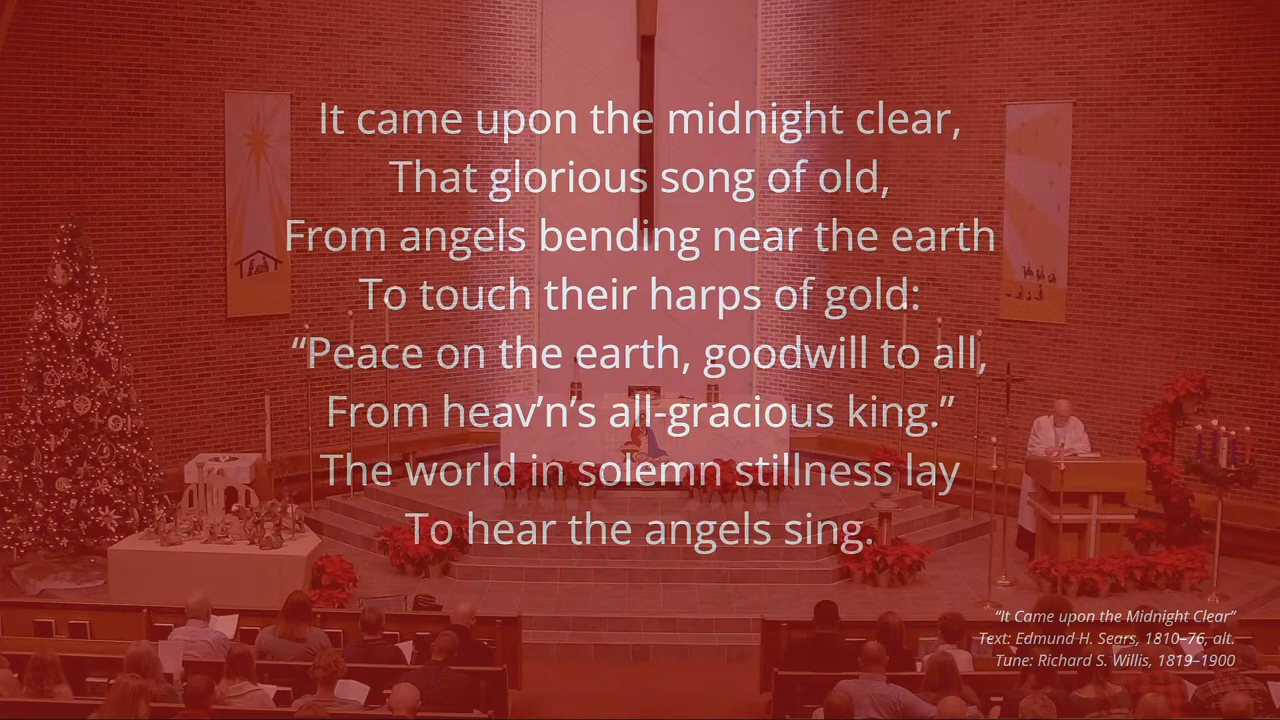 It came upon the midnight clear,
That glorious song of old,
From angels bending near the earth
To touch their harps of gold:
“Peace on the earth, goodwill to all,
From heav’n’s all-gracious king.”
The world in solemn stillness lay
To hear the angels sing.
“It Came upon the Midnight Clear”
Text: Edmund H. Sears, 1810–76, alt.
Tune: Richard S. Willis, 1819–1900